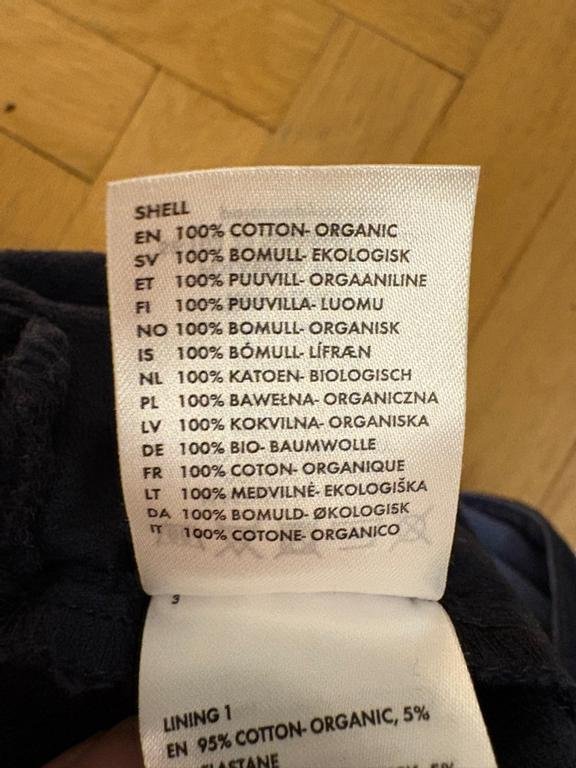 SHELL
EN 100% COTTON- ORGANIC
SV 100% BOMULL- EKOLOGISK
ET 100% PUUVILL- ORGAANILINE
FI 100% PUUVILLA- LUOMU
NO 100% BOMULL- ORGANISK
IS 100% BÓMULL- LÍFRÆN
NL 100% KATOEN- BIOLOGISCH
PL 100% BAWEŁNA- ORGANICZNA
LV 100% KOKVILNA- ORGANISKA
DE 100% BIO- BAUMWOLLE
FR 100% COTON- ORGANIQUE
LT 100% MEDVILNĖ- EKOLOGIŠKA
DA 100% BOMULD- ØKOLOGISK
IT 100% COTONE- ORGANICO
3
LINING 1
EN 95% COTTON- ORGANIC, 5%
ELASTANE